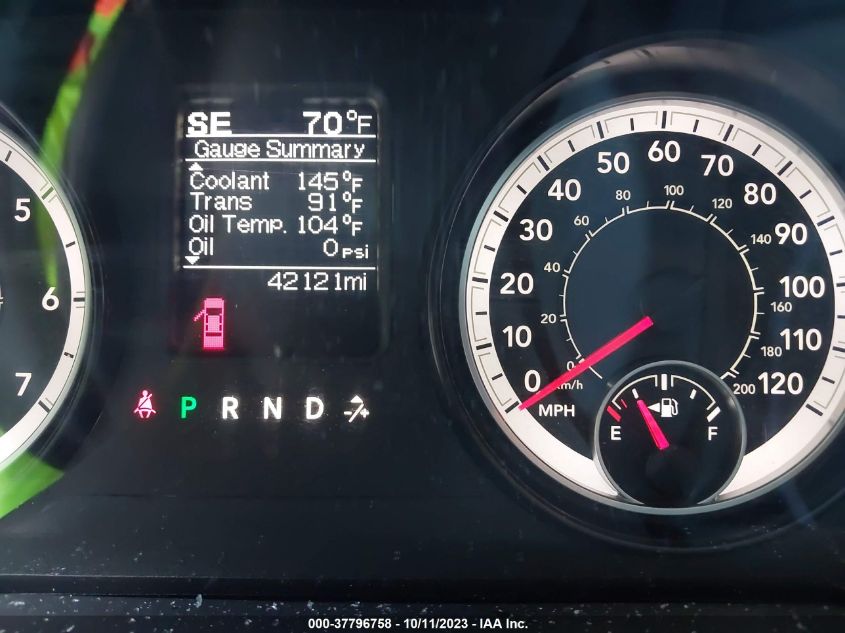 SE 70°F
Gauge Summary
Coolant 145°F
Trans 91°F
Oil Temp. 104°F
Oil 0 psi
42121mi
P R N D
5
6
7
0
10
20
30
40
50
60
70
80
90
100
110
120
MPH
0
20
40
60
80
100
120
140
160
180
200
km/h
E F
000-37796758 - 10/11/2023 - IAA Inc.